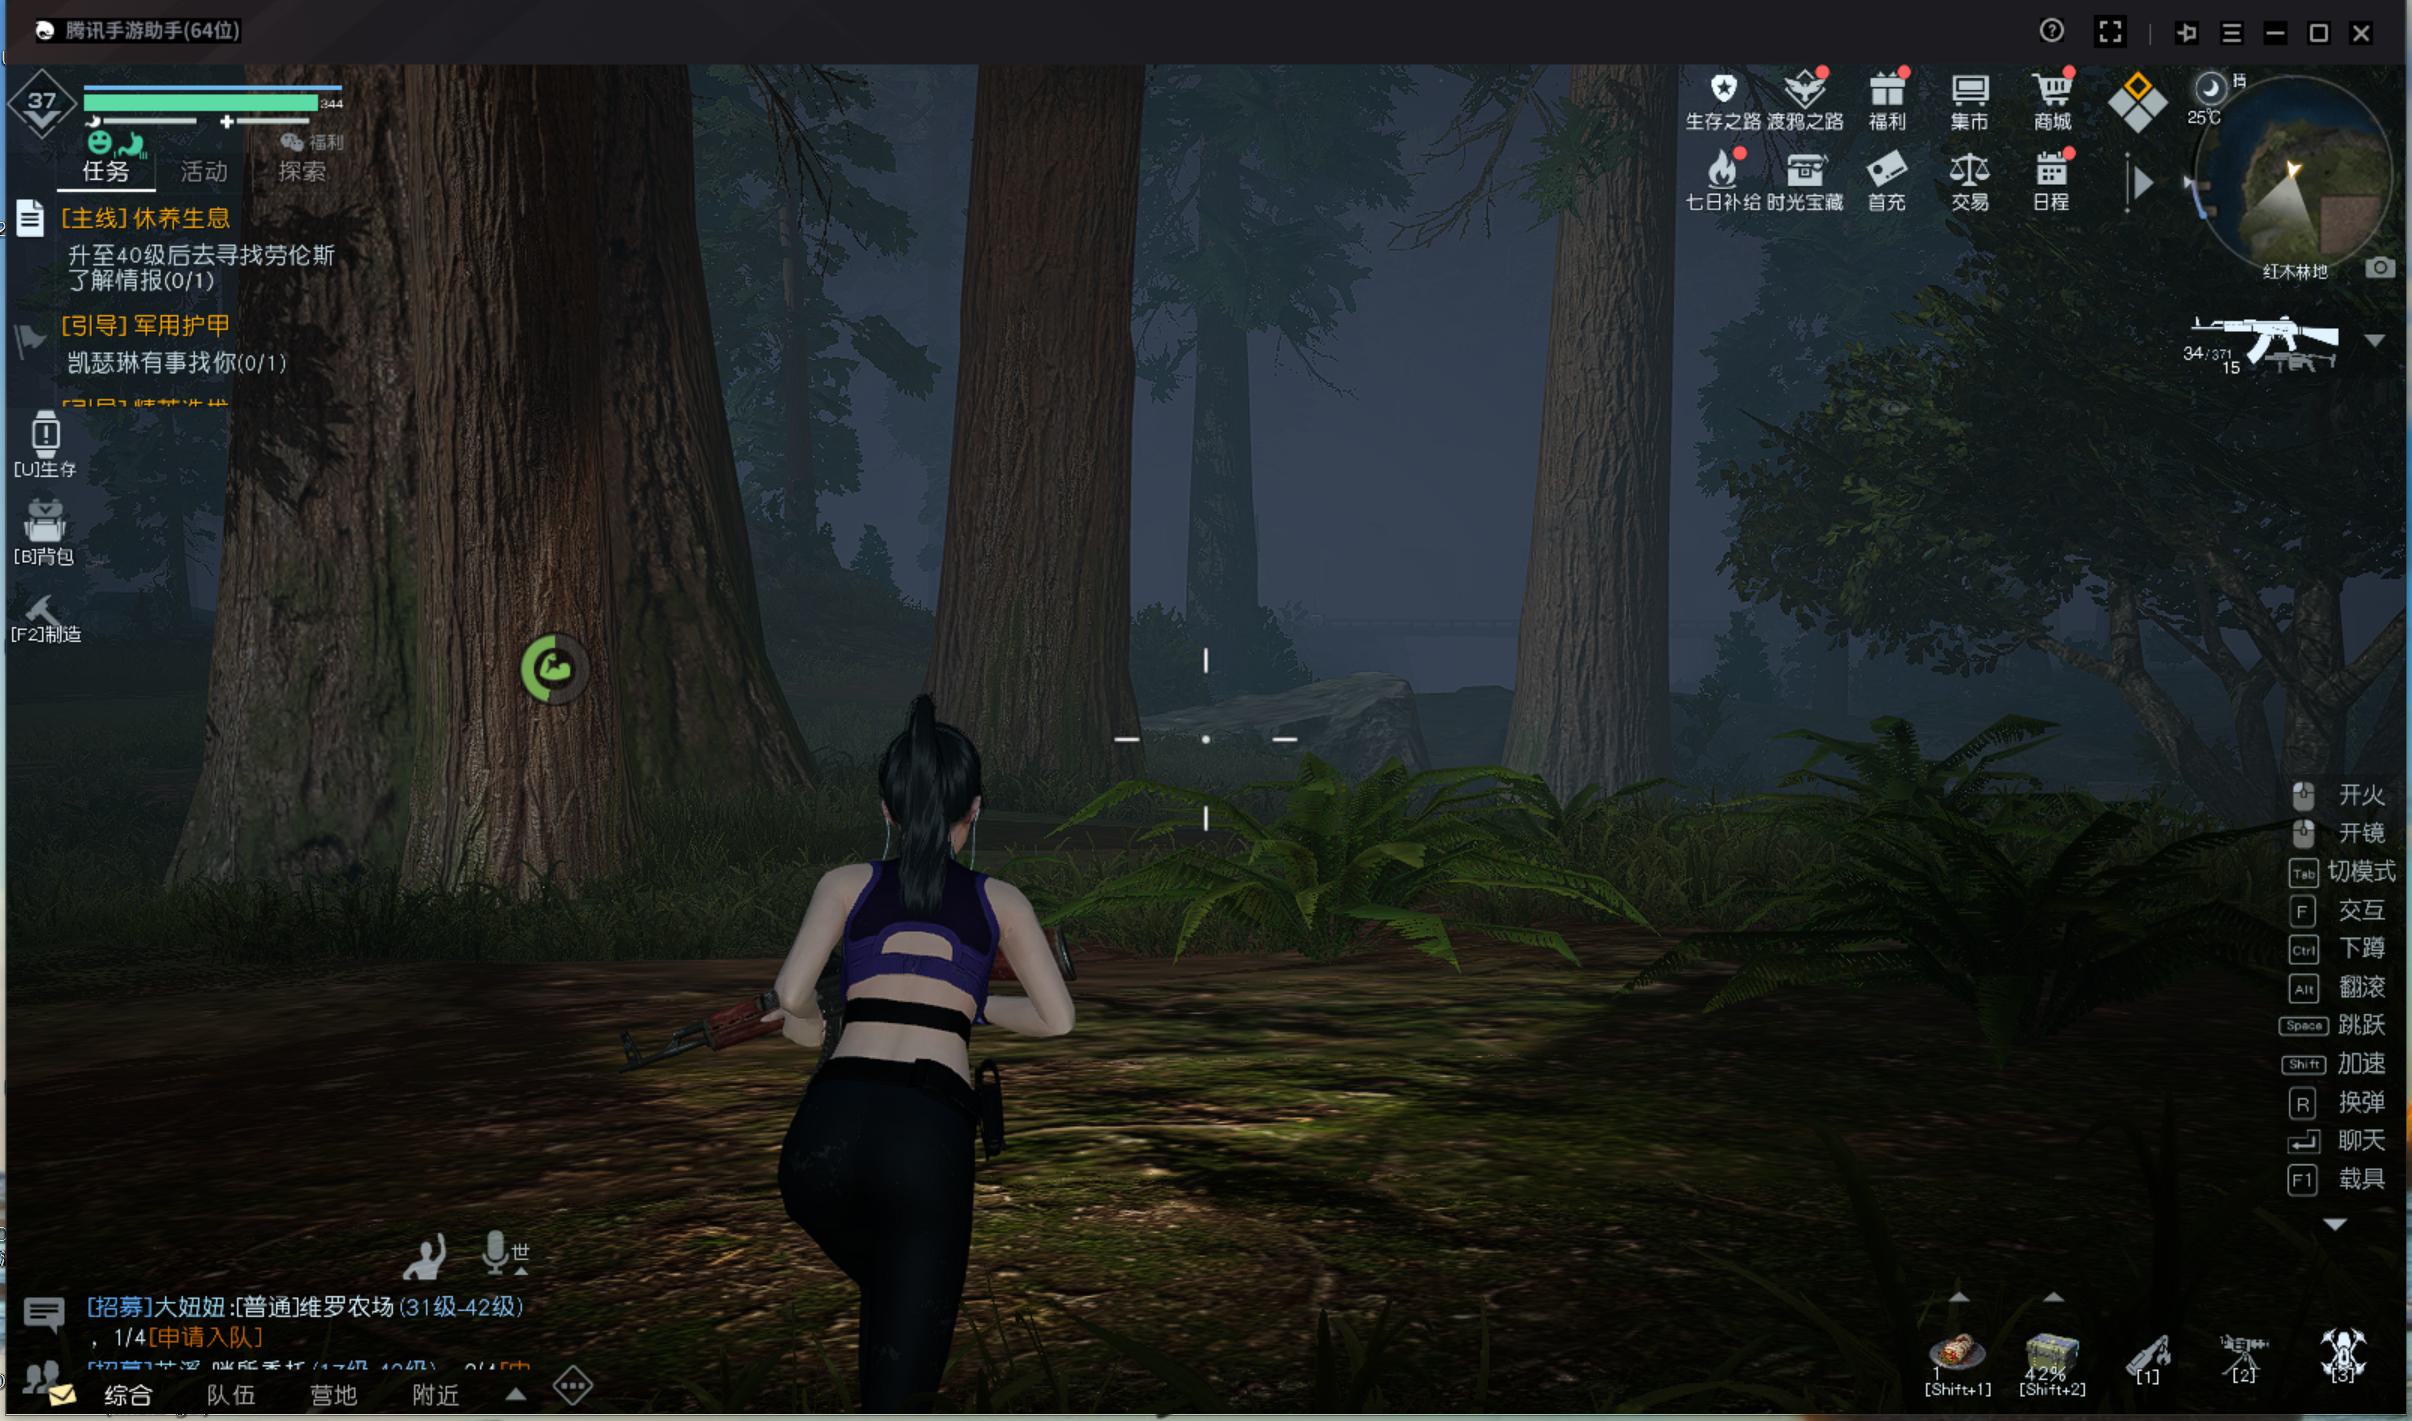 腾讯手游助手(64位)
37
344
福利
任务 活动 探索
[主线]休养生息
升至40级后去寻找劳伦斯
了解情报(0/1)
[引导]军用护甲
凯瑟琳有事找你(0/1)
[U]生存
[B]背包
[F2]制造
生存之路 渡鸦之路 福利 集市 商城
七日补给 时光宝藏 首充 交易 日程
25℃
红木林地
34/371
15
开火
开镜
Tab 切模式
F 交互
Ctrl 下蹲
Alt 翻滚
Space 跳跃
Shift 加速
R 换弹
聊天
F1 载具
世
[招募]大妞妞:[普通]维罗农场(31级-42级)
，1/4[申请入队]
综合 队伍 营地 附近
1 42%
[Shift+1] [Shift+2] [1] [2] [3]